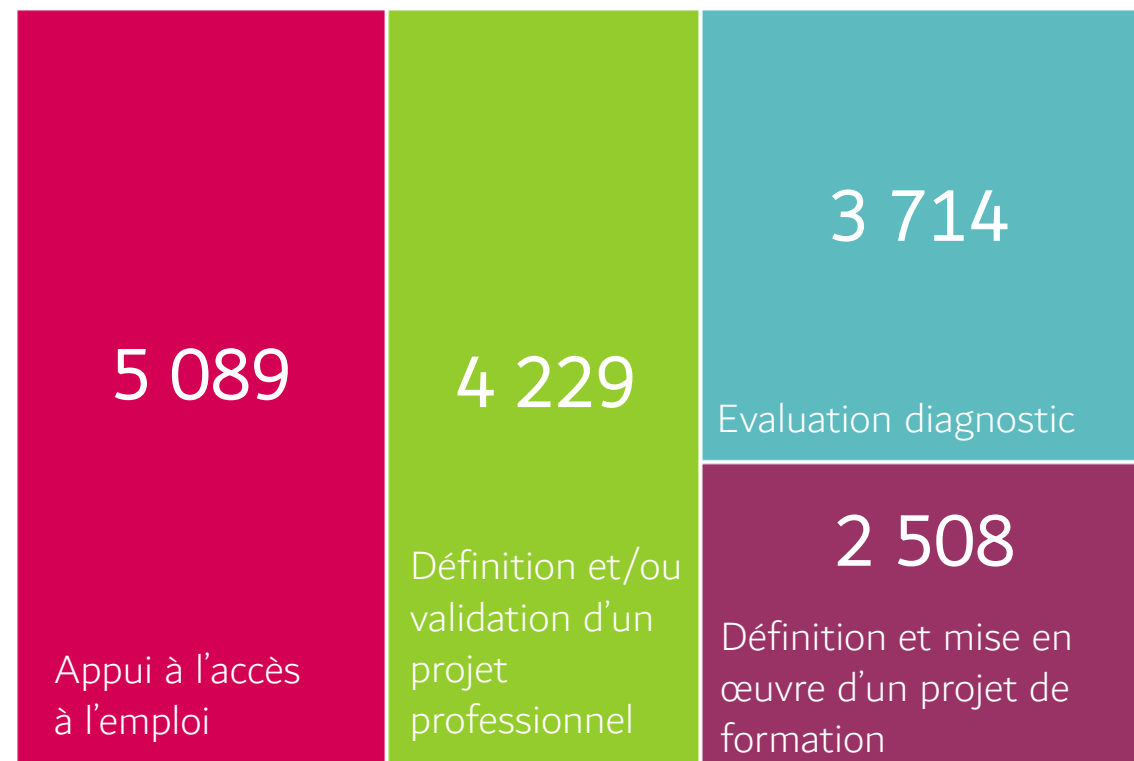 5 089
Appui à l'accès
à l'emploi
4 229
Définition et/ou
validation d'un
projet
professionnel
3 714
Evaluation diagnostic
2 508
Définition et mise en
œuvre d'un projet de
formation